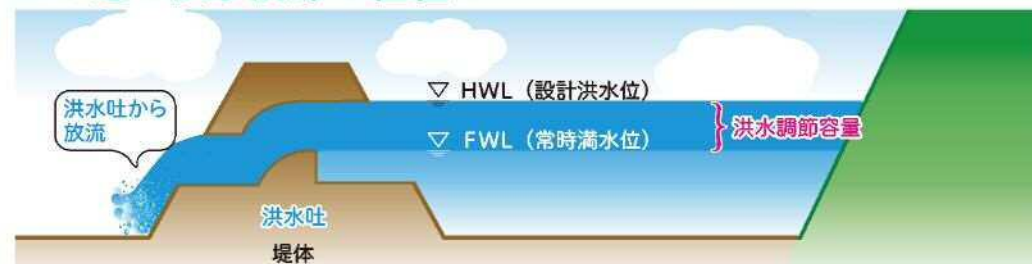 ▽ HWL（設計洪水位）
洪水吐から
放流
洪水調節容量
▽ FWL（常時満水位）
洪水吐
堤体